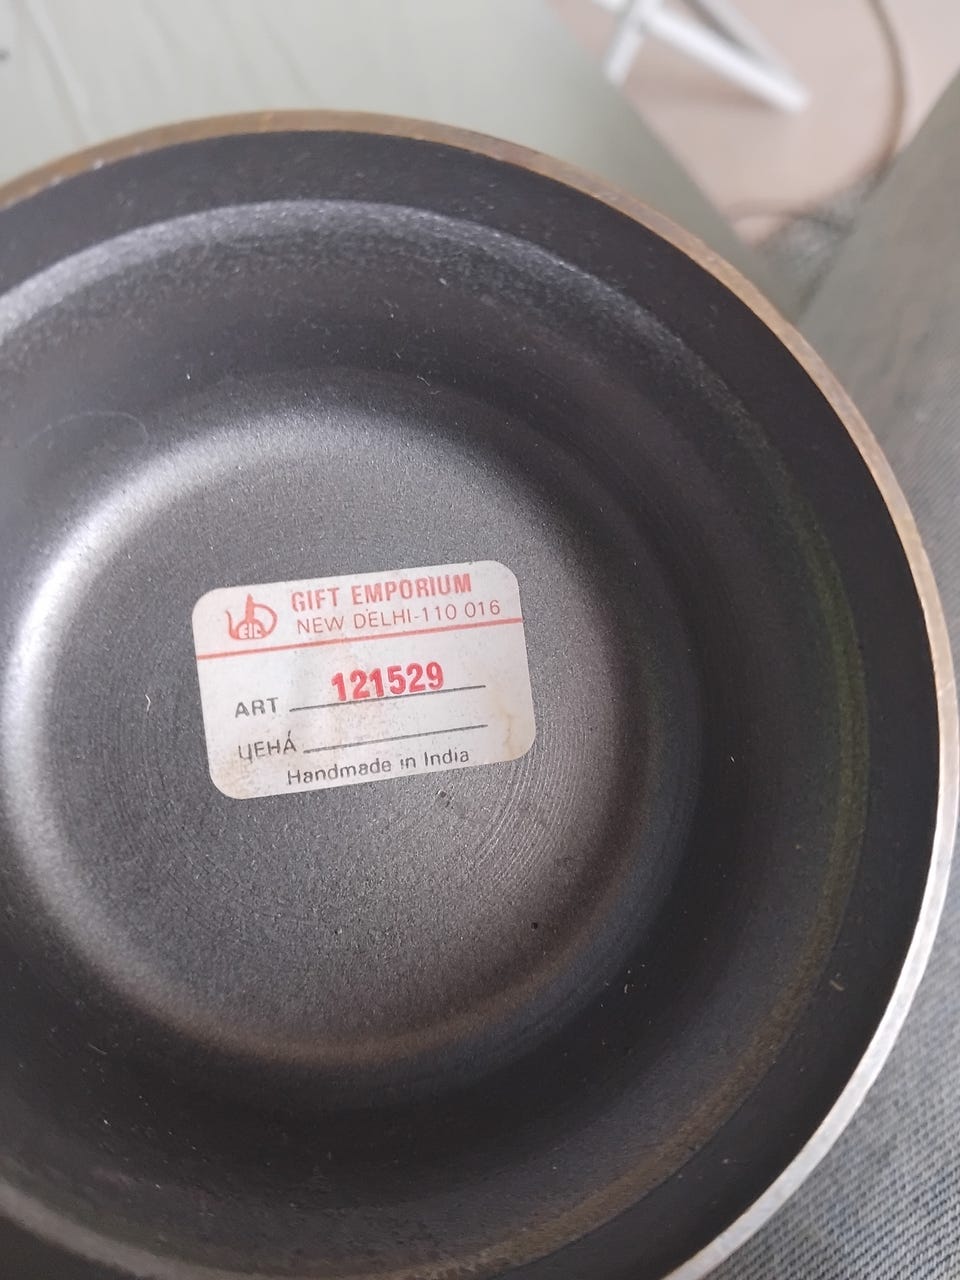 GIFT EMPORIUM
NEW DELHI-110 016
ART 121529
ЦЕНА́
Handmade in India